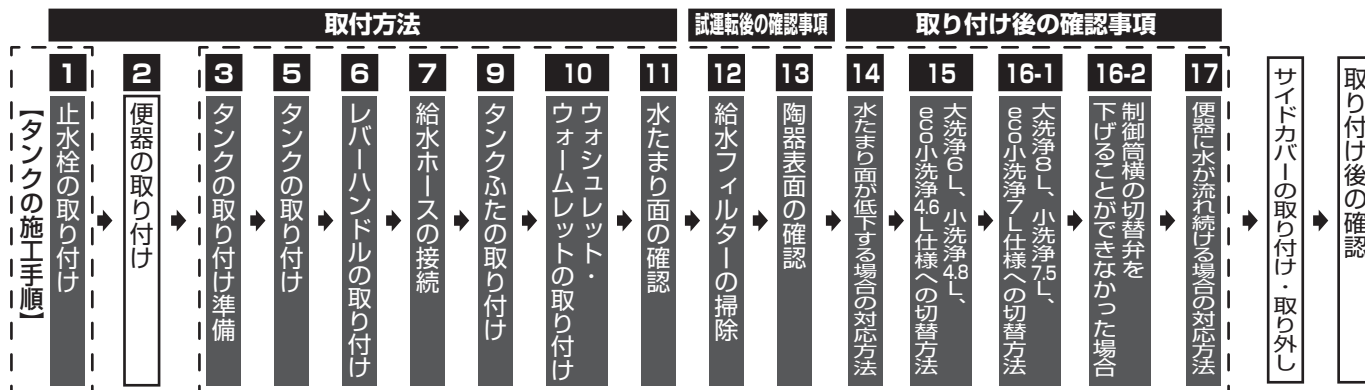 取付方法
試運転後の確認事項
取り付け後の確認事項
【タンクの施工手順】
1
止水栓の取り付け
2
便器の取り付け
3
タンクの取り付け準備
5
タンクの取り付け
6
レバーハンドルの取り付け
7
給水ホースの接続
9
タンクふたの取り付け
10
ウォシュレット・
ウォームレットの取り付け
11
水たまり面の確認
12
給水フィルターの掃除
13
陶器表面の確認
14
水たまり面が低下する場合の対応方法
15
大洗浄6L、小洗浄4.8L、
eco小洗浄4.6L仕様への切替方法
16-1
大洗浄8L、小洗浄7.5L、
eco小洗浄7L仕様への切替方法
16-2
制御筒横の切替弁を
下げることができなかった場合
17
便器に水が流れ続ける場合の対応方法
サイドカバーの取り付け・取り外し
取り付け後の確認